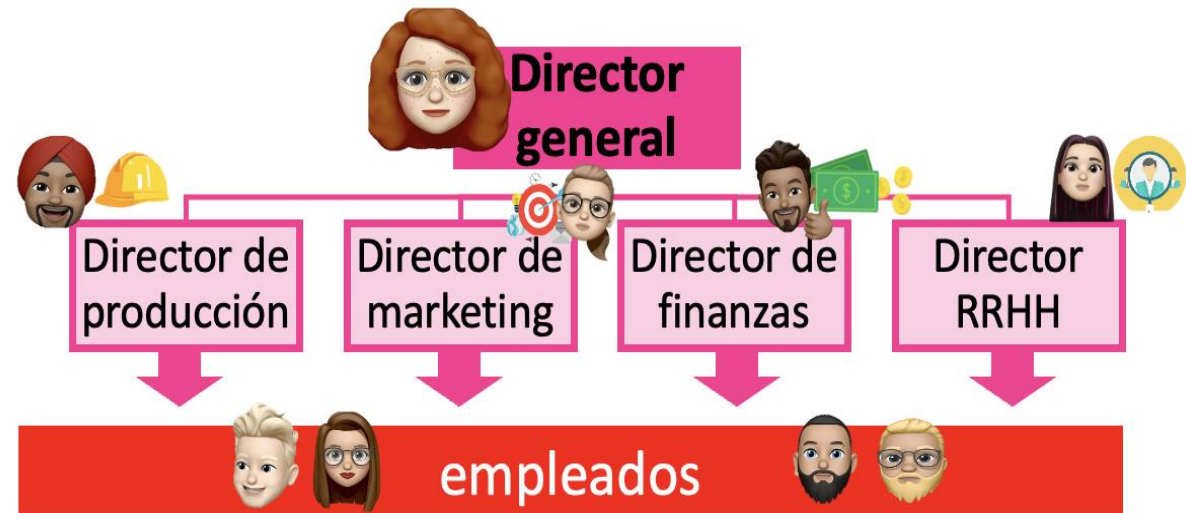 Director
general
Director de
producción
Director de
marketing
Director de
finanzas
Director
RRHH
empleados